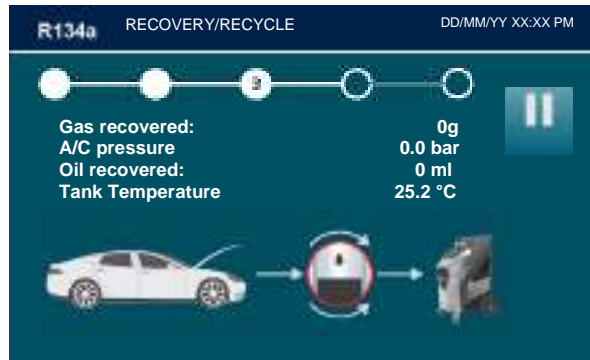 R134a RECOVERY/RECYCLE DD/MM/YY XX:XX PM
Gas recovered: 0g
A/C pressure 0.0 bar
Oil recovered: 0 ml
Tank Temperature 25.2 °C